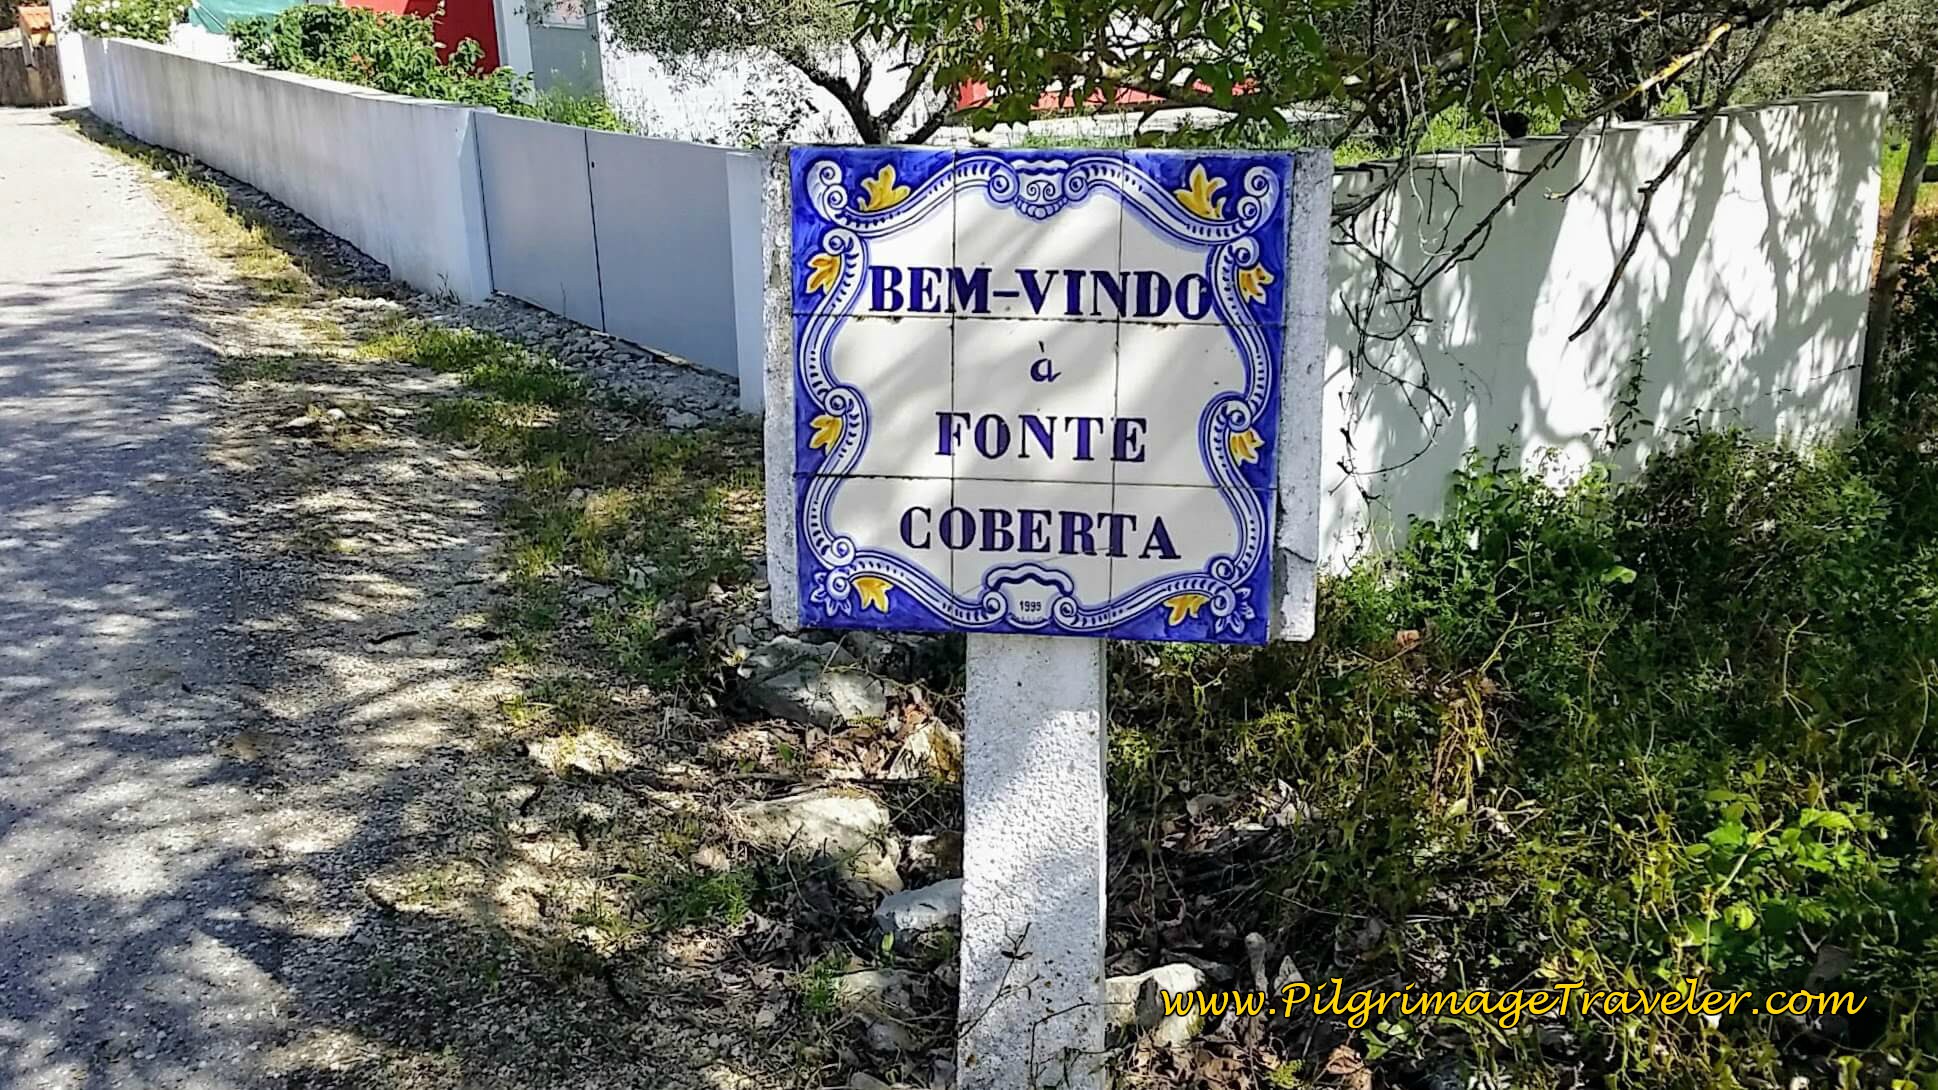 BEM-VINDO
à
FONTE
COBERTA
1999
www.PilgrimageTraveler.com